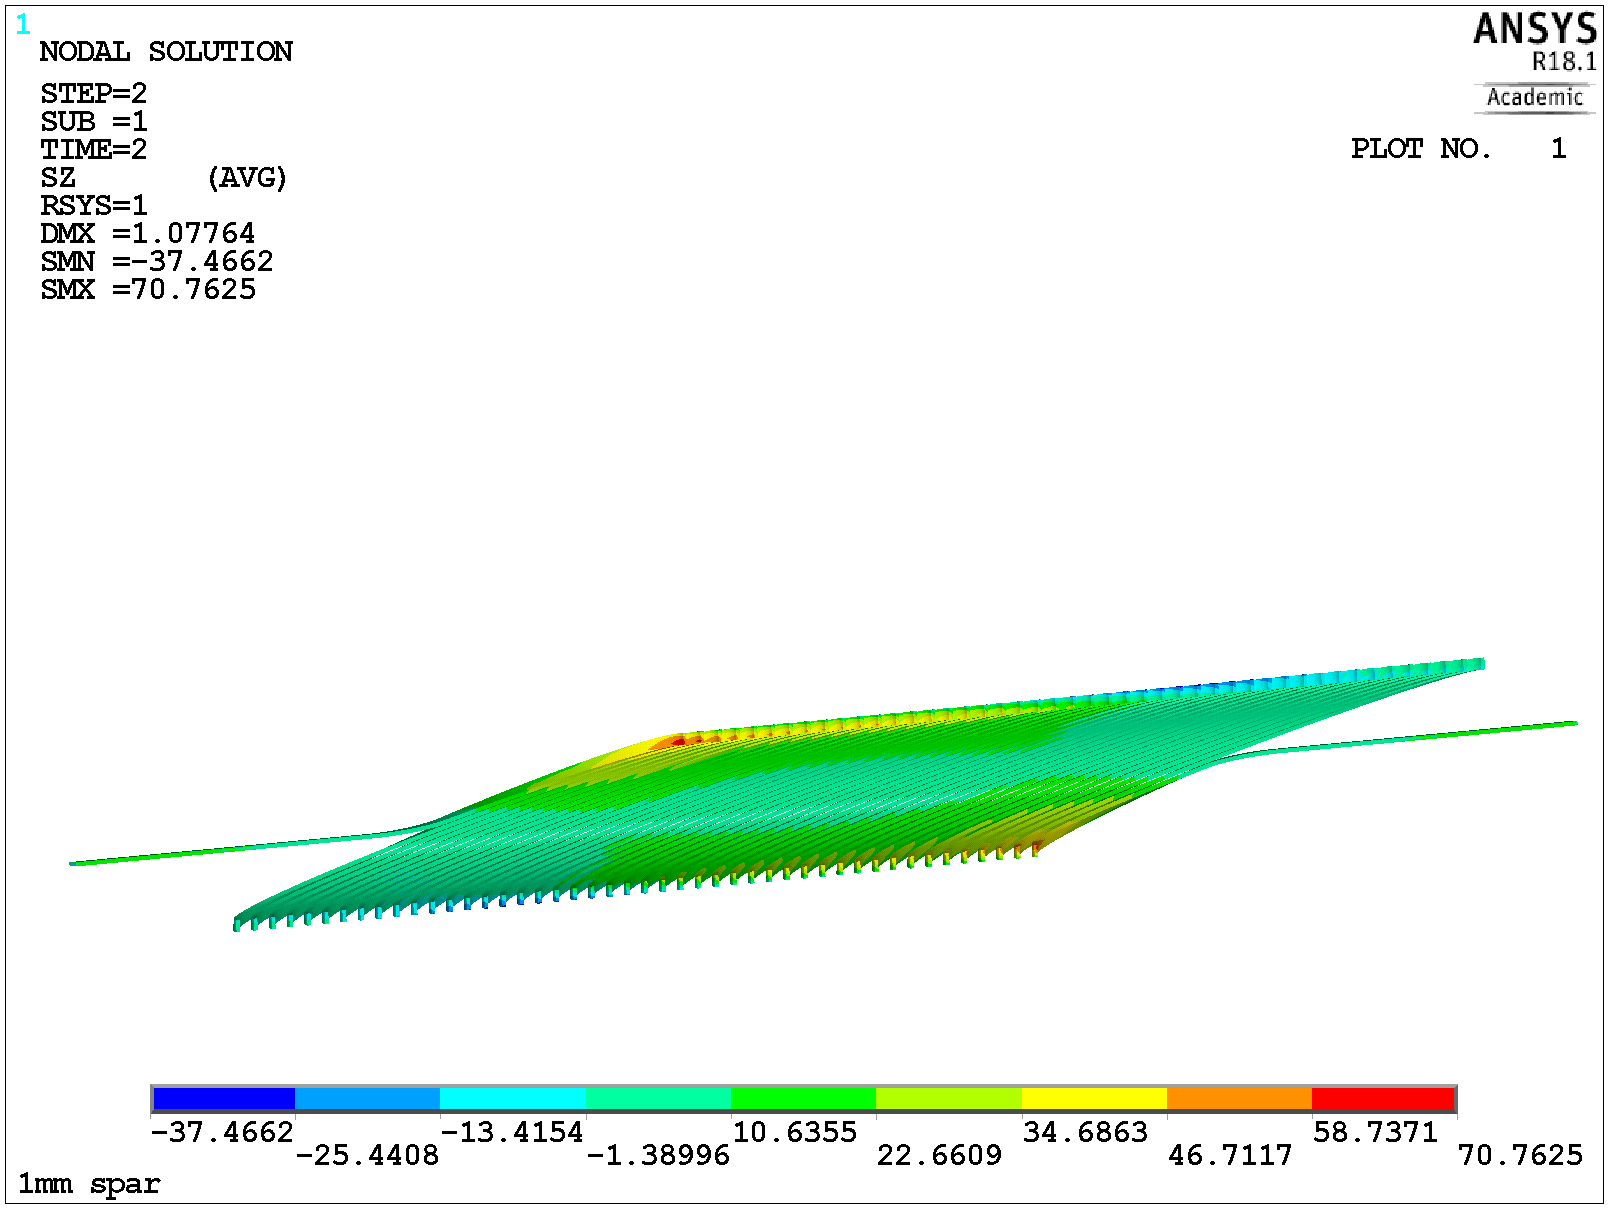 1
NODAL SOLUTION
STEP=2
SUB =1
TIME=2
SZ (AVG)
RSYS=1
DMX =1.07764
SMN =-37.4662
SMX =70.7625
ANSYS
R18.1
Academic
PLOT NO. 1
-37.4662 -13.4154 10.6355 34.6863 58.7371
-25.4408 -1.38996 22.6609 46.7117 70.7625
1mm spar